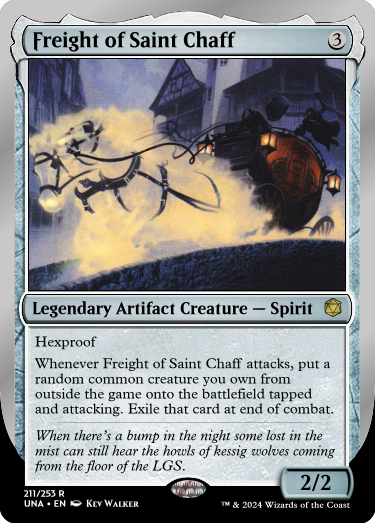 Freight of Saint Chaff 3
Legendary Artifact Creature — Spirit
Hexproof
Whenever Freight of Saint Chaff attacks, put a
random common creature you own from
outside the game onto the battlefield tapped
and attacking. Exile that card at end of combat.
When there's a bump in the night some lost in the
mist can still hear the howls of kessig wolves coming
from the floor of the LGS.
2/2
211/253 R
UNA • EN Kev Walker
™ & 2024 Wizards of the Coast